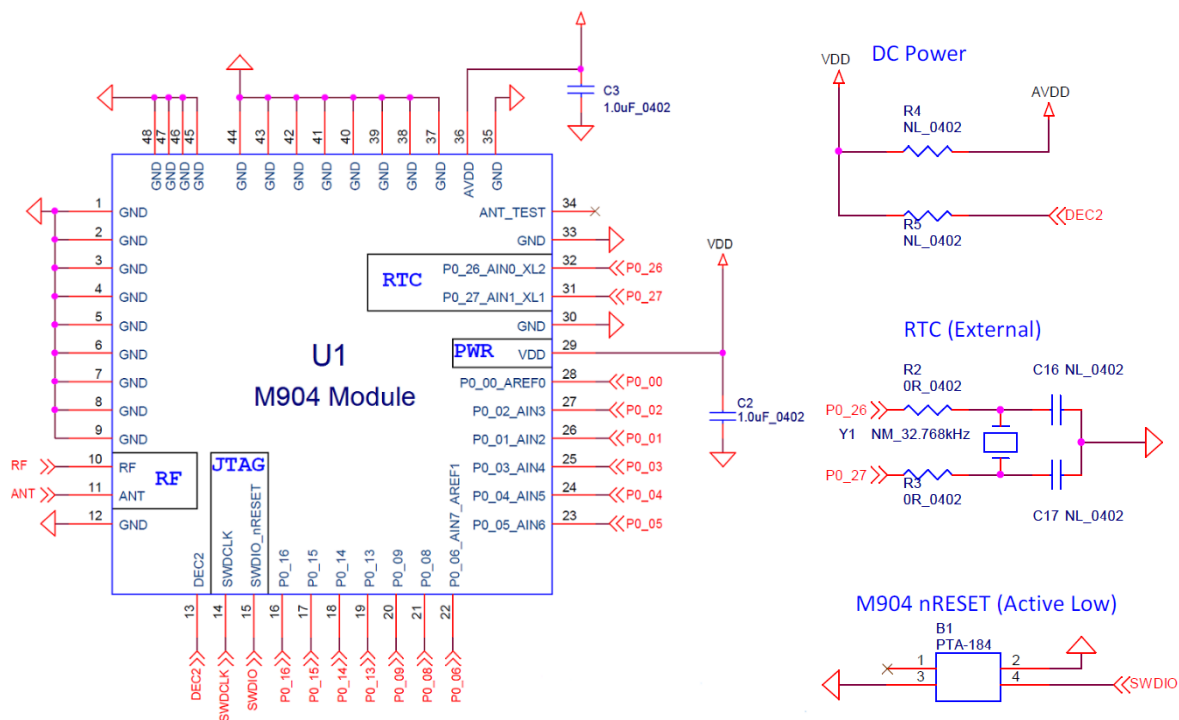 C3
1.0uF_0402
48
47
46
45
44
43
42
41
40
39
38
37
36
35
GND
GND
GND
GND
GND
GND
GND
GND
GND
GND
GND
GND
AVDD
GND
1 GND
2 GND
3 GND
4 GND
5 GND
6 GND
7 GND
8 GND
9 GND
RF 10 RF
ANT 11 ANT
12 GND
RF
JTAG
U1
M904 Module
RTC
PWR
ANT_TEST 34
GND 33
P0_26_AIN0_XL2 32 P0_26
P0_27_AIN1_XL1 31 P0_27
GND 30
VDD 29
P0_00_AREF0 28 P0_00
P0_02_AIN3 27 P0_02
P0_01_AIN2 26 P0_01
P0_03_AIN4 25 P0_03
P0_04_AIN5 24 P0_04
P0_05_AIN6 23 P0_05
DEC2
SWDCLK
SWDIO_nRESET
P0_16
P0_15
P0_14
P0_13
P0_09
P0_08
P0_06_AIN7_AREF1
13
14
15
16
17
18
19
20
21
22
DEC2
SWDCLK
SWDIO
P0_16
P0_15
P0_14
P0_13
P0_09
P0_08
P0_06
VDD
C2
1.0uF_0402
DC Power
VDD
AVDD
R4
NL_0402
DEC2
R5
NL_0402
RTC (External)
R2
0R_0402
C16 NL_0402
P0_26
Y1 NM_32.768kHz
P0_27
R3
0R_0402
C17 NL_0402
M904 nRESET (Active Low)
B1
PTA-184
1 2
3 4
SWDIO